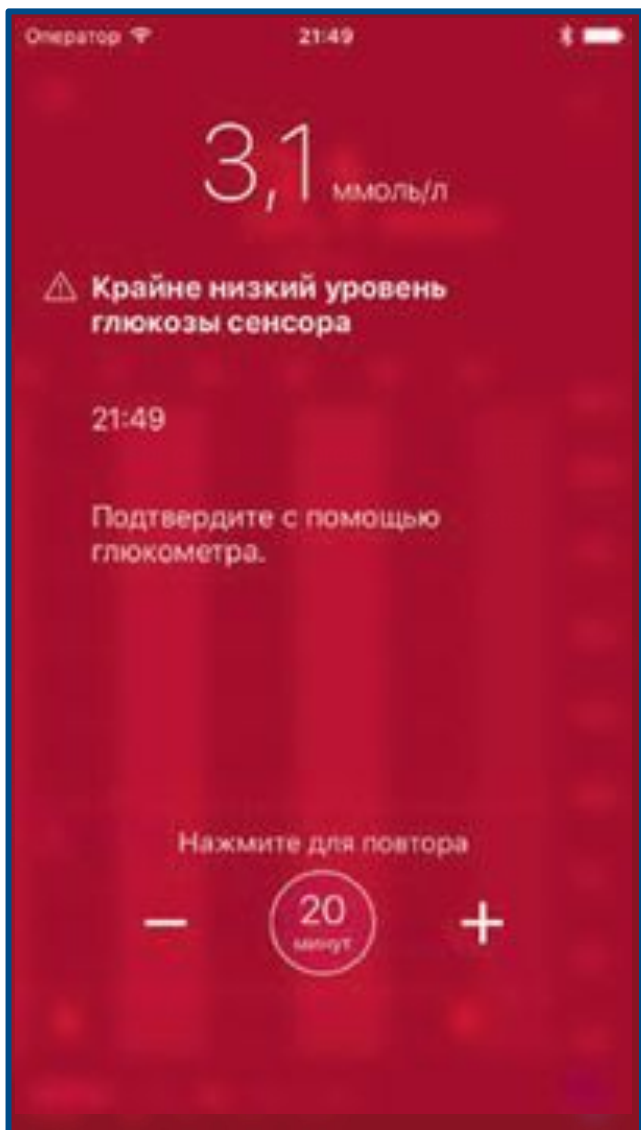 Оператор 21:49
3,1 ммоль/л
Крайне низкий уровень
глюкозы сенсора
21:49
Подтвердите с помощью
глюкометра.
Нажмите для повтора
− 20 +
минут